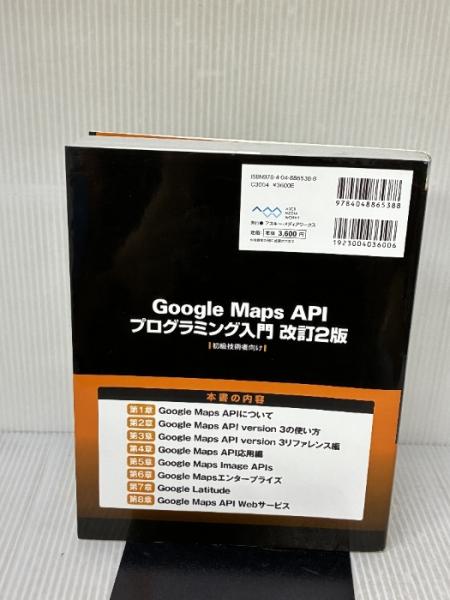 ISBN978-4-04-886538-8
C3004 ¥3600E
9784048865388
ASCII
MEDIA
WORKS
発行●アスキー・メディアワークス
定価: 本体 3,600 円
1923004036006
Google Maps API
プログラミング入門 改訂2版
初級技術者向け
本書の内容
第1章 Google Maps APIについて
第2章 Google Maps API version 3の使い方
第3章 Google Maps API version 3リファレンス編
第4章 Google Maps API応用編
第5章 Google Maps Image APIs
第6章 Google Mapsエンタープライズ
第7章 Google Latitude
第8章 Google Maps API Webサービス